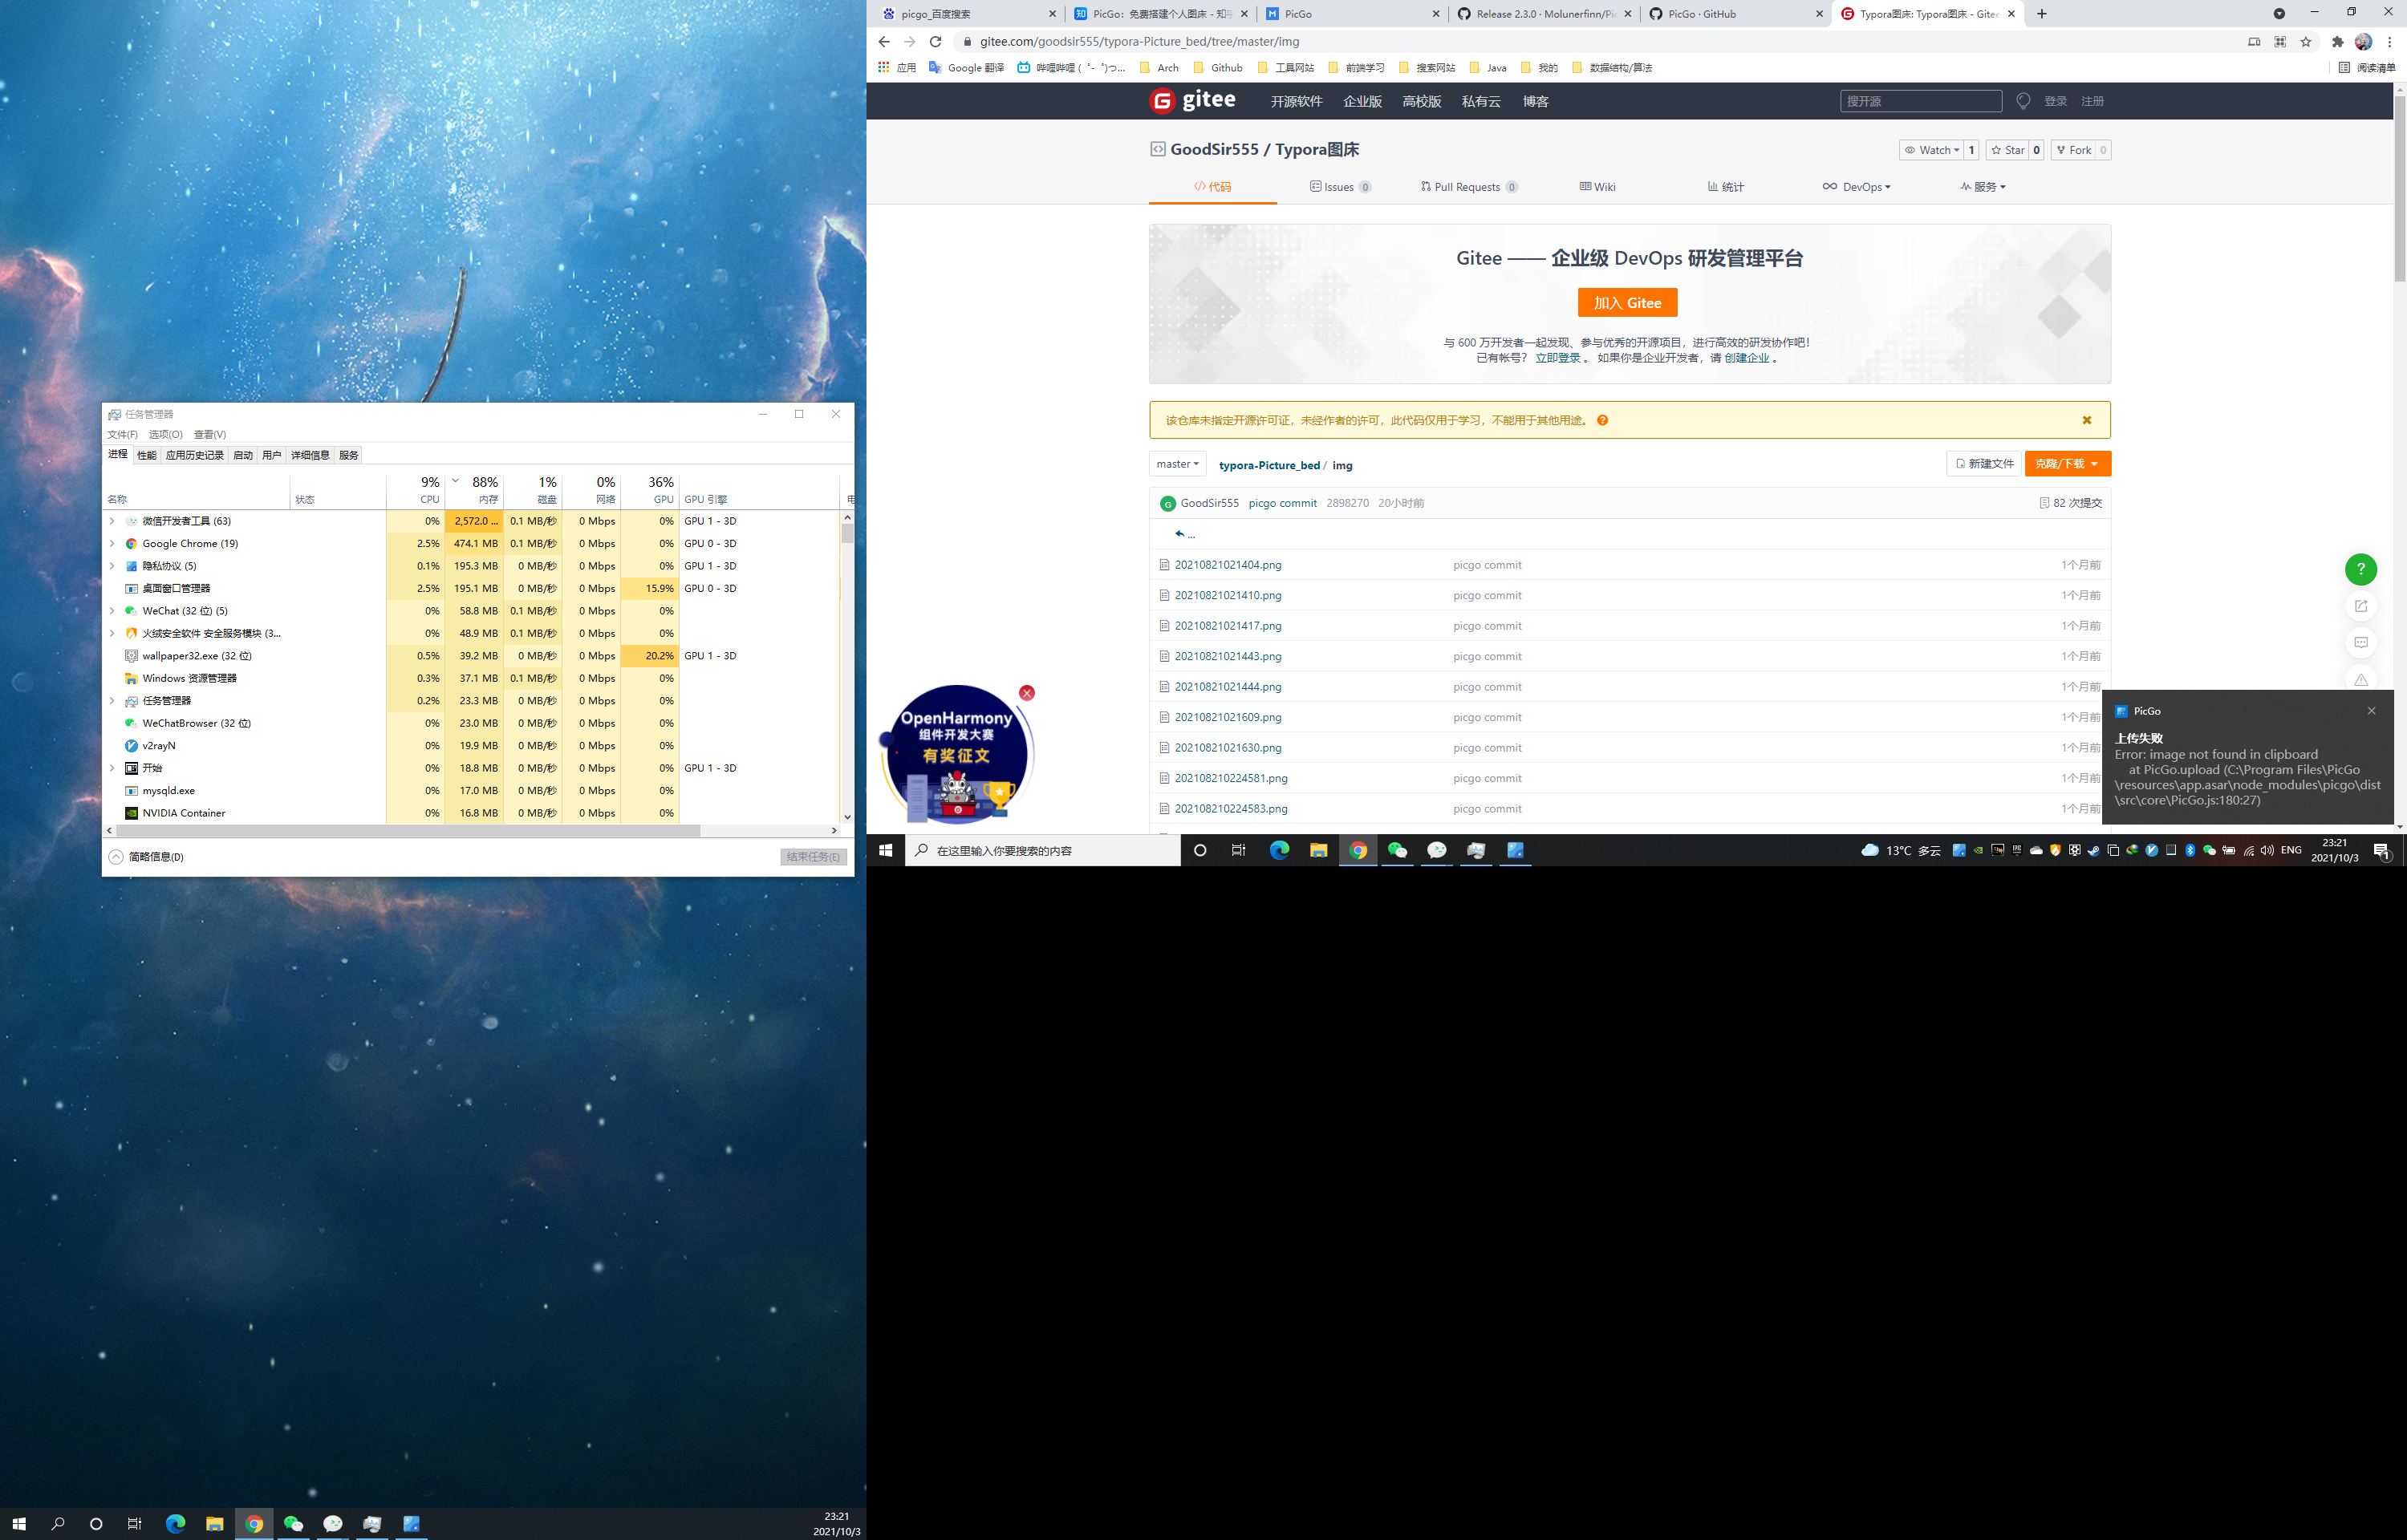 任务管理器
文件(F) 选项(O) 查看(V)
进程 性能 应用历史记录 启动 用户 详细信息 服务
9% 88% 1% 0% 36%
名称 状态 CPU 内存 磁盘 网络 GPU GPU 引擎 电
微信开发者工具 (63) 0% 2,572.0 ... 0.1 MB/秒 0 Mbps 0% GPU 1 - 3D
Google Chrome (19) 2.5% 474.1 MB 0.1 MB/秒 0 Mbps 0% GPU 0 - 3D
隐私协议 (5) 0.1% 195.3 MB 0 MB/秒 0 Mbps 0% GPU 1 - 3D
桌面窗口管理器 2.5% 195.1 MB 0 MB/秒 0 Mbps 15.9% GPU 0 - 3D
WeChat (32 位) (5) 0% 58.8 MB 0.1 MB/秒 0 Mbps 0%
火绒安全软件 安全服务模块 (3... 0% 48.9 MB 0.1 MB/秒 0 Mbps 0%
wallpaper32.exe (32 位) 0.5% 39.2 MB 0 MB/秒 0 Mbps 20.2% GPU 1 - 3D
Windows 资源管理器 0.3% 37.1 MB 0.1 MB/秒 0 Mbps 0%
任务管理器 0.2% 23.3 MB 0 MB/秒 0 Mbps 0%
WeChatBrowser (32 位) 0% 23.0 MB 0 MB/秒 0 Mbps 0%
v2rayN 0% 19.9 MB 0 MB/秒 0 Mbps 0%
开始 0% 18.8 MB 0 MB/秒 0 Mbps 0% GPU 1 - 3D
mysqld.exe 0% 17.0 MB 0 MB/秒 0 Mbps 0%
NVIDIA Container 0% 16.8 MB 0 MB/秒 0 Mbps 0%
简略信息(D) 结束任务(E)
23:21
2021/10/3
picgo_百度搜索 PicGo：免费搭建个人图床 - 知乎 PicGo Release 2.3.0 · Molunerfinn/Pic PicGo · GitHub Typora图床: Typora图床 - Gitee
gitee.com/goodsir555/typora-Picture_bed/tree/master/img
应用 Google 翻译 哔哩哔哩 (゜-゜)つ... Arch Github 工具网站 前端学习 搜索网站 Java 我的 数据结构/算法 阅读清单
gitee 开源软件 企业版 高校版 私有云 博客 搜开源 登录 注册
GoodSir555 / Typora图床 Watch 1 Star 0 Fork 0
代码 Issues 0 Pull Requests 0 Wiki 统计 DevOps 服务
Gitee —— 企业级 DevOps 研发管理平台
加入 Gitee
与 600 万开发者一起发现、参与优秀的开源项目，进行高效的研发协作吧！
已有帐号？ 立即登录 。 如果你是企业开发者，请 创建企业 。
该仓库未指定开源许可证，未经作者的许可，此代码仅用于学习，不能用于其他用途。
master typora-Picture_bed / img 新建文件 克隆/下载
G GoodSir555 picgo commit 2898270 20小时前 82 次提交
...
20210821021404.png picgo commit 1个月前
20210821021410.png picgo commit 1个月前
20210821021417.png picgo commit 1个月前
20210821021443.png picgo commit 1个月前
20210821021444.png picgo commit 1个月前
20210821021609.png picgo commit 1个月前
20210821021630.png picgo commit 1个月前
202108210224581.png picgo commit 1个月前
202108210224583.png picgo commit 1个月前
OpenHarmony
组件开发大赛
有奖征文
PicGo
上传失败
Error: image not found in clipboard
at PicGo.upload (C:\Program Files\PicGo
\resources\app.asar\node_modules\picgo\dist
\src\core\PicGo.js:180:27)
在这里输入你要搜索的内容 13°C 多云 ENG 23:21
2021/10/3 1